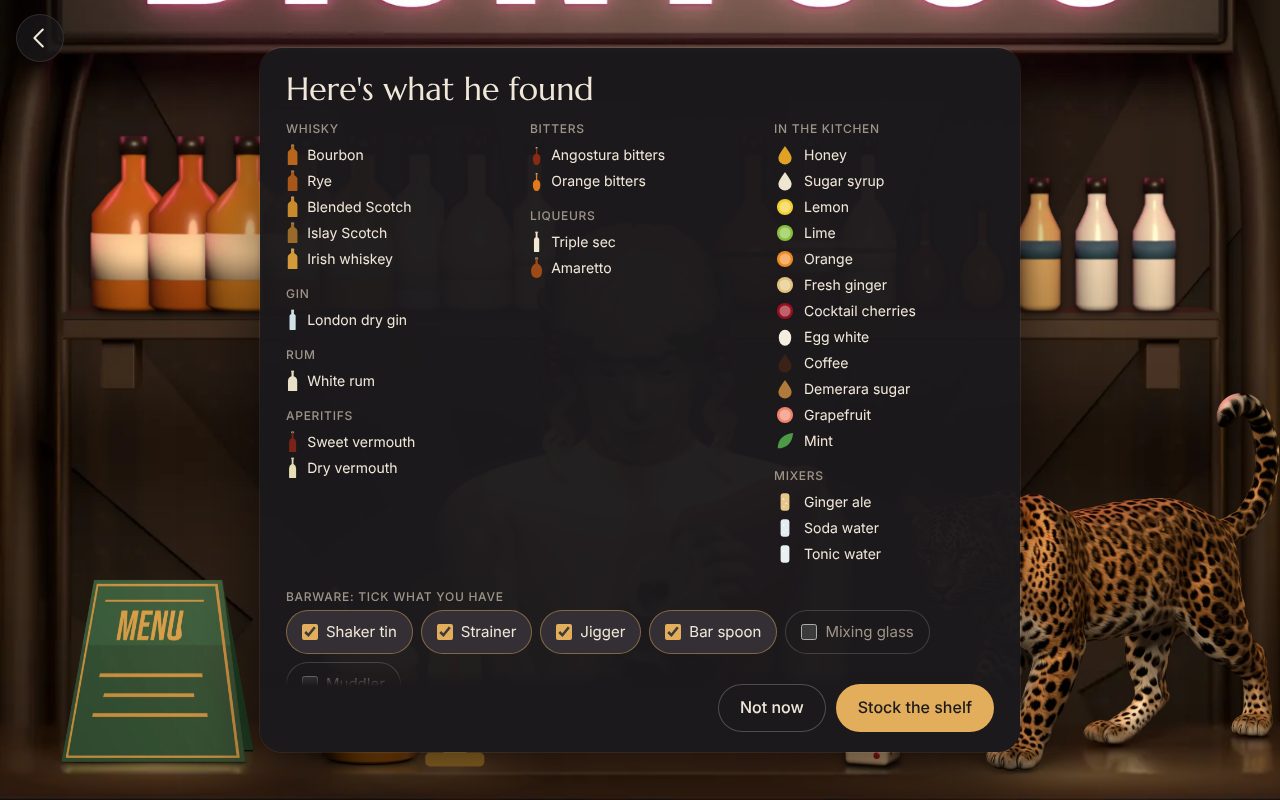 Here's what he found
WHISKY
Bourbon
Rye
Blended Scotch
Islay Scotch
Irish whiskey
GIN
London dry gin
RUM
White rum
APERITIFS
Sweet vermouth
Dry vermouth
BITTERS
Angostura bitters
Orange bitters
LIQUEURS
Triple sec
Amaretto
IN THE KITCHEN
Honey
Sugar syrup
Lemon
Lime
Orange
Fresh ginger
Cocktail cherries
Egg white
Coffee
Demerara sugar
Grapefruit
Mint
MIXERS
Ginger ale
Soda water
Tonic water
MENU
BARWARE: TICK WHAT YOU HAVE
Shaker tin
Strainer
Jigger
Bar spoon
Mixing glass
Muddler
Not now
Stock the shelf